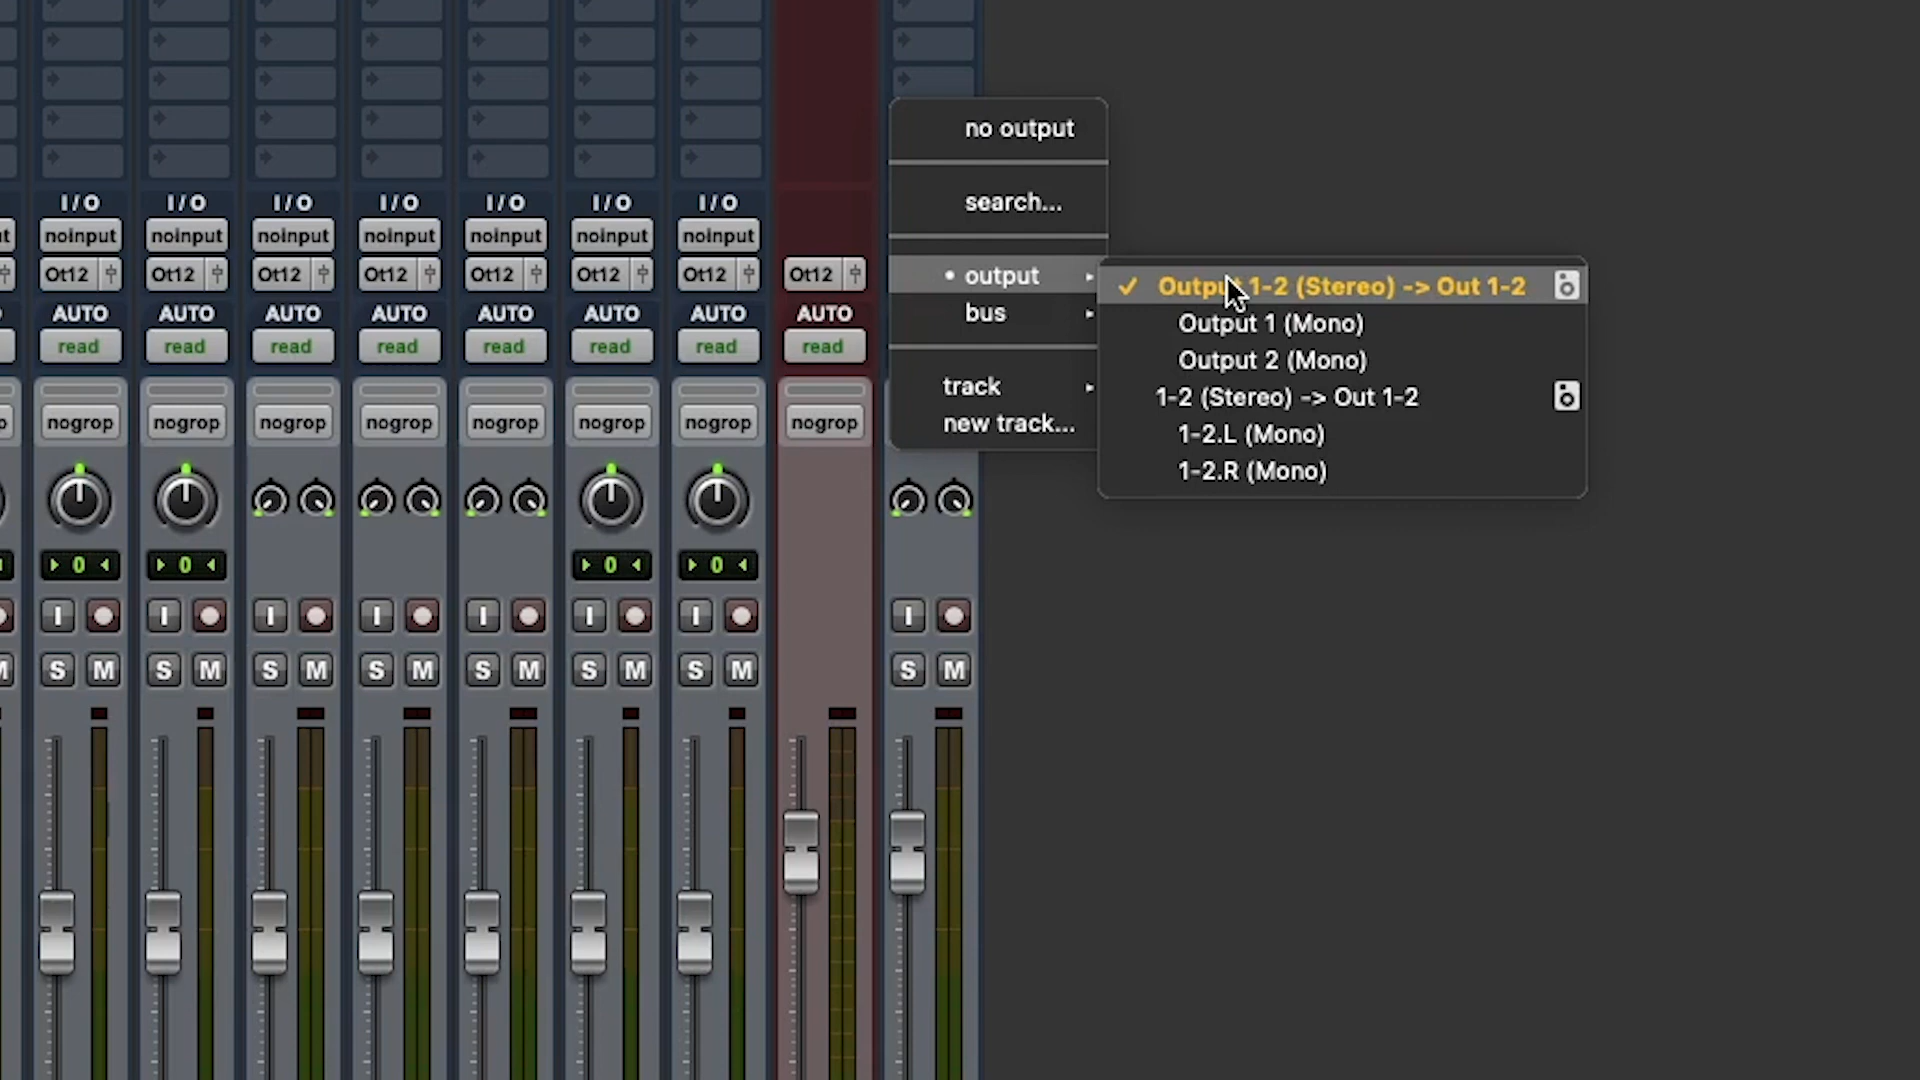 I/O I/O I/O I/O I/O I/O I/O
noinput noinput noinput noinput noinput noinput noinput
Ot12 Ot12 Ot12 Ot12 Ot12 Ot12 Ot12 Ot12
AUTO AUTO AUTO AUTO AUTO AUTO AUTO AUTO
read read read read read read read read
nogrop nogrop nogrop nogrop nogrop nogrop nogrop nogrop
0 0 0 0
I I I I I I I I
S M S M S M S M S M S M S M S M
no output
search...
• output
bus
track
new track...
✓ Output 1-2 (Stereo) -> Out 1-2
Output 1 (Mono)
Output 2 (Mono)
1-2 (Stereo) -> Out 1-2
1-2.L (Mono)
1-2.R (Mono)